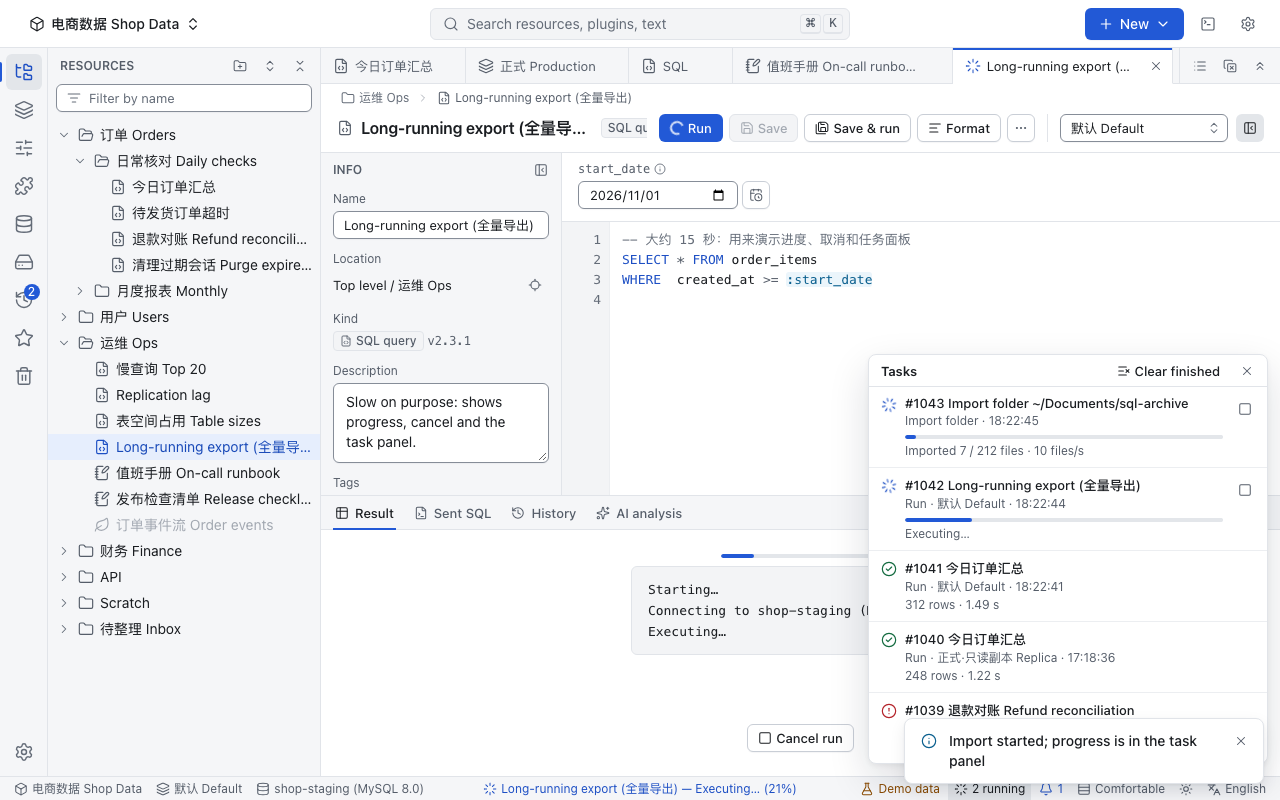 电商数据 Shop Data
Search resources, plugins, text ⌘ K
New
RESOURCES
Filter by name
订单 Orders
日常核对 Daily checks
今日订单汇总
待发货订单超时
退款对账 Refund reconcili...
清理过期会话 Purge expire...
月度报表 Monthly
用户 Users
运维 Ops
慢查询 Top 20
Replication lag
表空间占用 Table sizes
Long-running export (全量导...
值班手册 On-call runbook
发布检查清单 Release checkl...
订单事件流 Order events
财务 Finance
API
Scratch
待整理 Inbox
2
今日订单汇总
正式 Production
SQL
值班手册 On-call runbo...
Long-running export (...
运维 Ops
Long-running export (全量导出)
Long-running export (全量导...
SQL qu
Run
Save
Save & run
Format
默认 Default
INFO
Name
Long-running export (全量导出)
Location
Top level / 运维 Ops
Kind
SQL query v2.3.1
Description
Slow on purpose: shows
progress, cancel and the
task panel.
Tags
start_date
2026/11/01
1 -- 大约 15 秒：用来演示进度、取消和任务面板
2 SELECT * FROM order_items
3 WHERE created_at >= :start_date
4
Result
Sent SQL
History
AI analysis
Starting…
Connecting to shop-staging (
Executing…
Cancel run
Tasks
Clear finished
#1043 Import folder ~/Documents/sql-archive
Import folder · 18:22:45
Imported 7 / 212 files · 10 files/s
#1042 Long-running export (全量导出)
Run · 默认 Default · 18:22:44
Executing…
#1041 今日订单汇总
Run · 默认 Default · 18:22:41
312 rows · 1.49 s
#1040 今日订单汇总
Run · 正式·只读副本 Replica · 17:18:36
248 rows · 1.22 s
#1039 退款对账 Refund reconciliation
Import started; progress is in the task
panel
电商数据 Shop Data
默认 Default
shop-staging (MySQL 8.0)
Long-running export (全量导出) — Executing… (21%)
Demo data
2 running
1
Comfortable
English